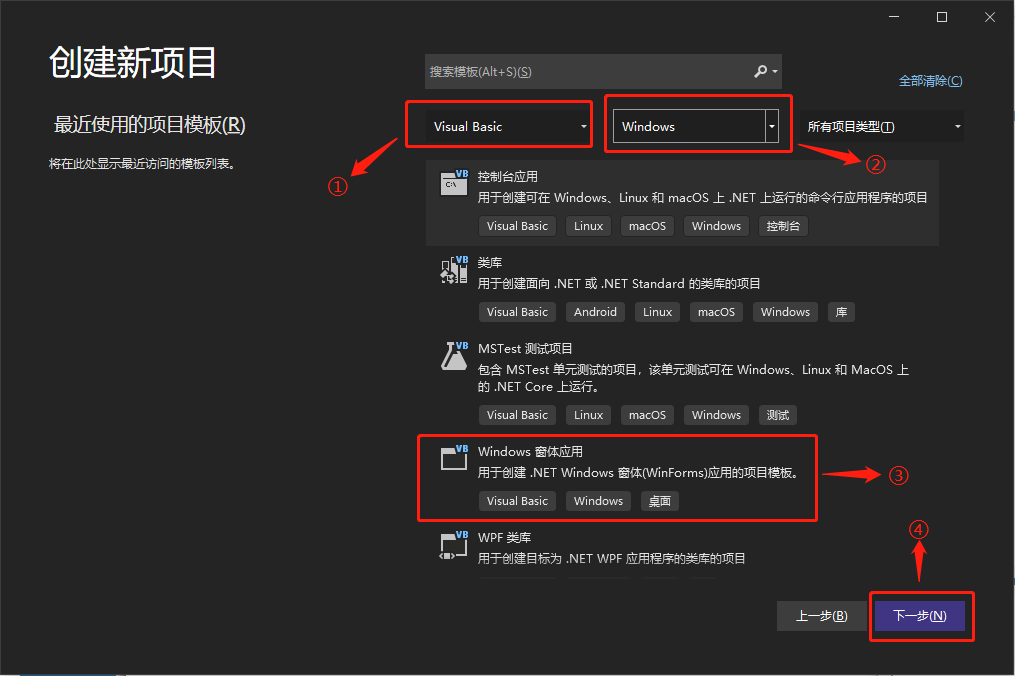 创建新项目
最近使用的项目模板(R)
将在此处显示最近访问的模板列表。
搜索模板(Alt+S)(S)
全部清除(C)
Visual Basic
Windows
所有项目类型(T)
①
②
VB
C:\
控制台应用
用于创建可在 Windows、Linux 和 macOS 上 .NET 上运行的命令行应用程序的项目
Visual Basic Linux macOS Windows 控制台
VB
类库
用于创建面向 .NET 或 .NET Standard 的类库的项目
Visual Basic Android Linux macOS Windows 库
VB
MSTest 测试项目
包含 MSTest 单元测试的项目，该单元测试可在 Windows、Linux 和 MacOS 上
的 .NET Core 上运行。
Visual Basic Linux macOS Windows 测试
VB
Windows 窗体应用
用于创建 .NET Windows 窗体(WinForms)应用的项目模板。
Visual Basic Windows 桌面
③
VB
WPF 类库
用于创建目标为 .NET WPF 应用程序的类库的项目
④
上一步(B)
下一步(N)